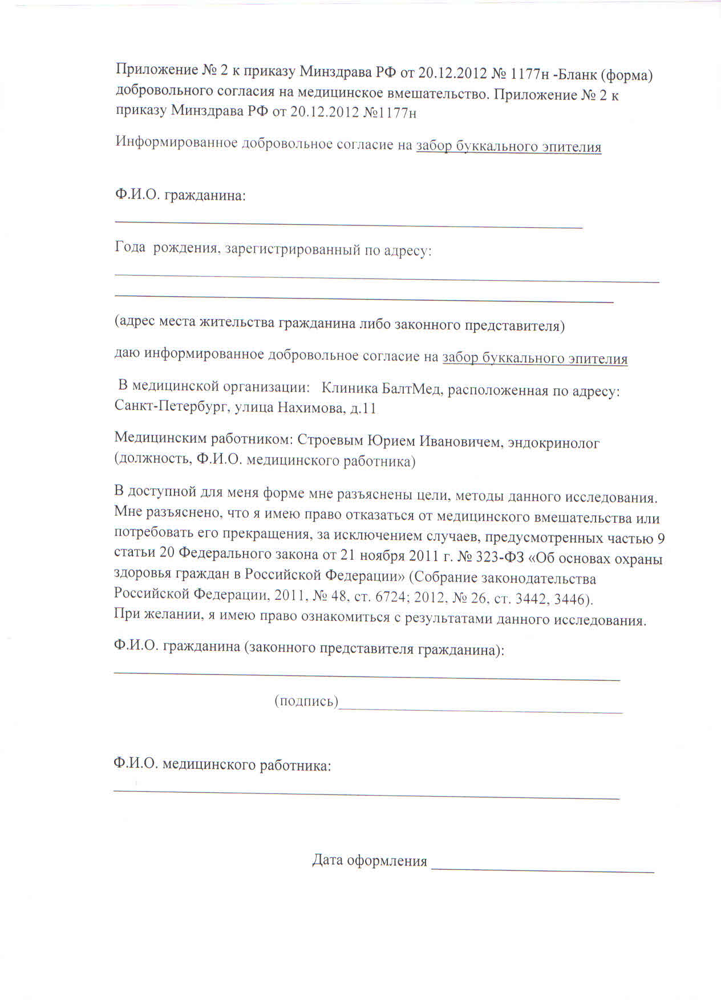 Приложение № 2 к приказу Минздрава РФ от 20.12.2012 № 1177н -Бланк (форма)
добровольного согласия на медицинское вмешательство. Приложение № 2 к
приказу Минздрава РФ от 20.12.2012 №1177н
Информированное добровольное согласие на забор буккального эпителия
Ф.И.О. гражданина:
Года  рождения, зарегистрированный по адресу:
(адрес места жительства гражданина либо законного представителя)
даю информированное добровольное согласие на забор буккального эпителия
В медицинской организации:   Клиника БалтМед, расположенная по адресу:
Санкт-Петербург, улица Нахимова, д.11
Медицинским работником: Строевым Юрием Ивановичем, эндокринолог
(должность, Ф.И.О. медицинского работника)
В доступной для меня форме мне разъяснены цели, методы данного исследования.
Мне разъяснено, что я имею право отказаться от медицинского вмешательства или
потребовать его прекращения, за исключением случаев, предусмотренных частью 9
статьи 20 Федерального закона от 21 ноября 2011 г. № 323-ФЗ «Об основах охраны
здоровья граждан в Российской Федерации» (Собрание законодательства
Российской Федерации, 2011, № 48, ст. 6724; 2012, № 26, ст. 3442, 3446).
При желании, я имею право ознакомиться с результатами данного исследования.
Ф.И.О. гражданина (законного представителя гражданина):
(подпись)
Ф.И.О. медицинского работника:
Дата оформления